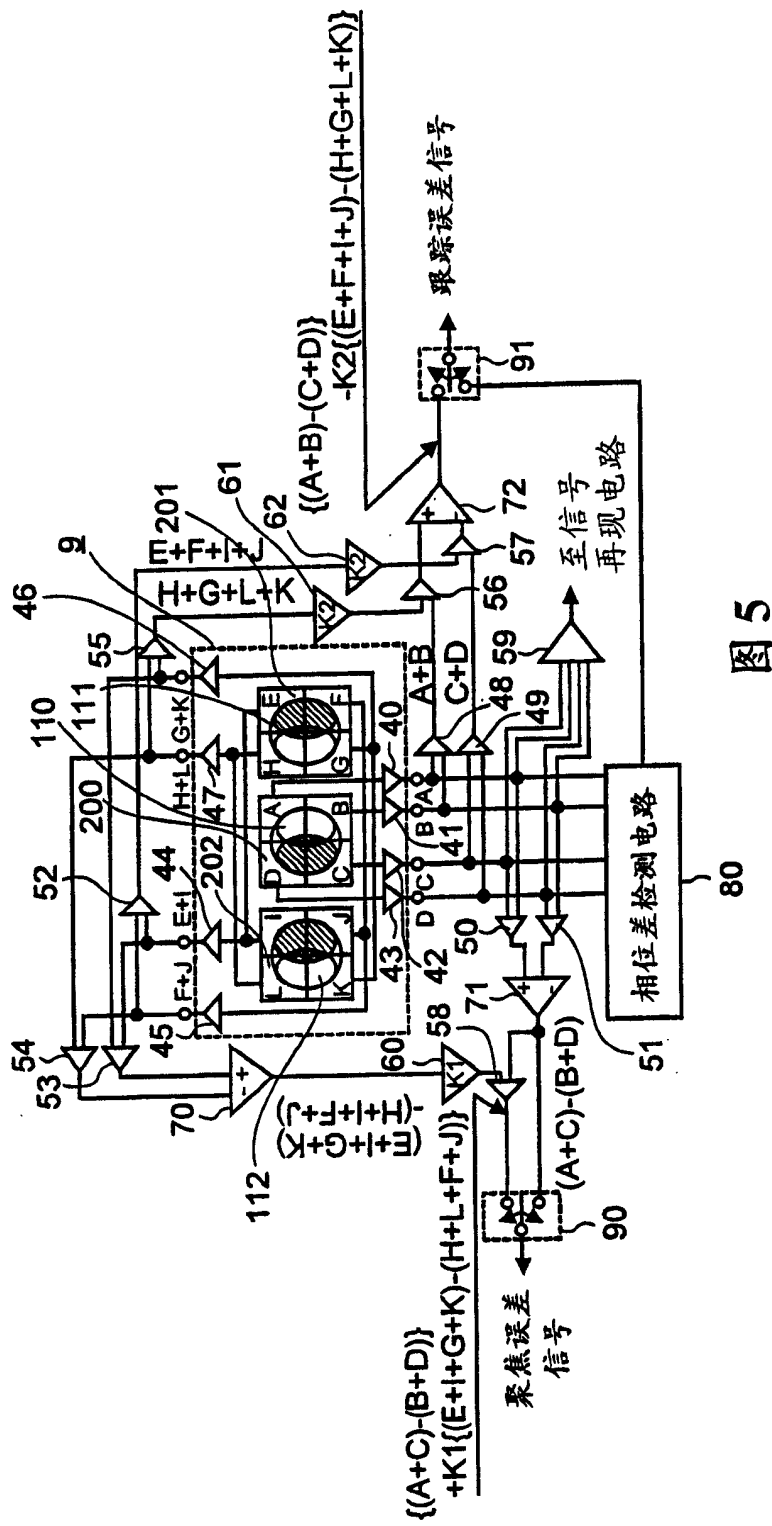 {(A+B)-(C+D)}
-K2{(E+F+I+J)-(H+G+L+K)}
跟踪误差信号
91
72
57
56
E+F+I+J
H+G+L+K
K2
K2
62
61
201
9
46
55
111
110
200
47
H+L
G+K
52
E+I
44
202
F+J
45
54
53
70
- +
(E+I+G+K)
-(H+I+F+J)
112
L
I
K
J
D
A
C
B
H
E
G
F
43
42
41
40
D
C
B
A
A+B
C+D
48
49
59
至信号
再现电路
50
51
71
+
-
+
-
58
60
K1
相位差检测电路
80
(A+C)-(B+D)
90
聚焦误差
信号
{(A+C)-(B+D)}
+K1{(E+I+G+K)-(H+L+F+J)}
图 5